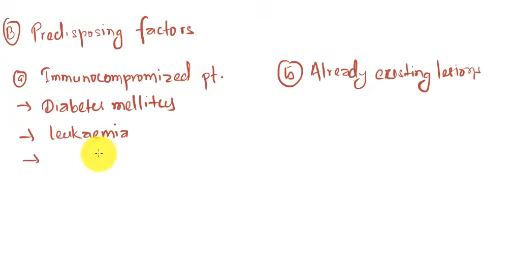 Ⓑ Predisposing factors
ⓐ Immunocompromized pt.
→ Diabetes mellitus
→ leukaemia
→
ⓑ Already existing lesions